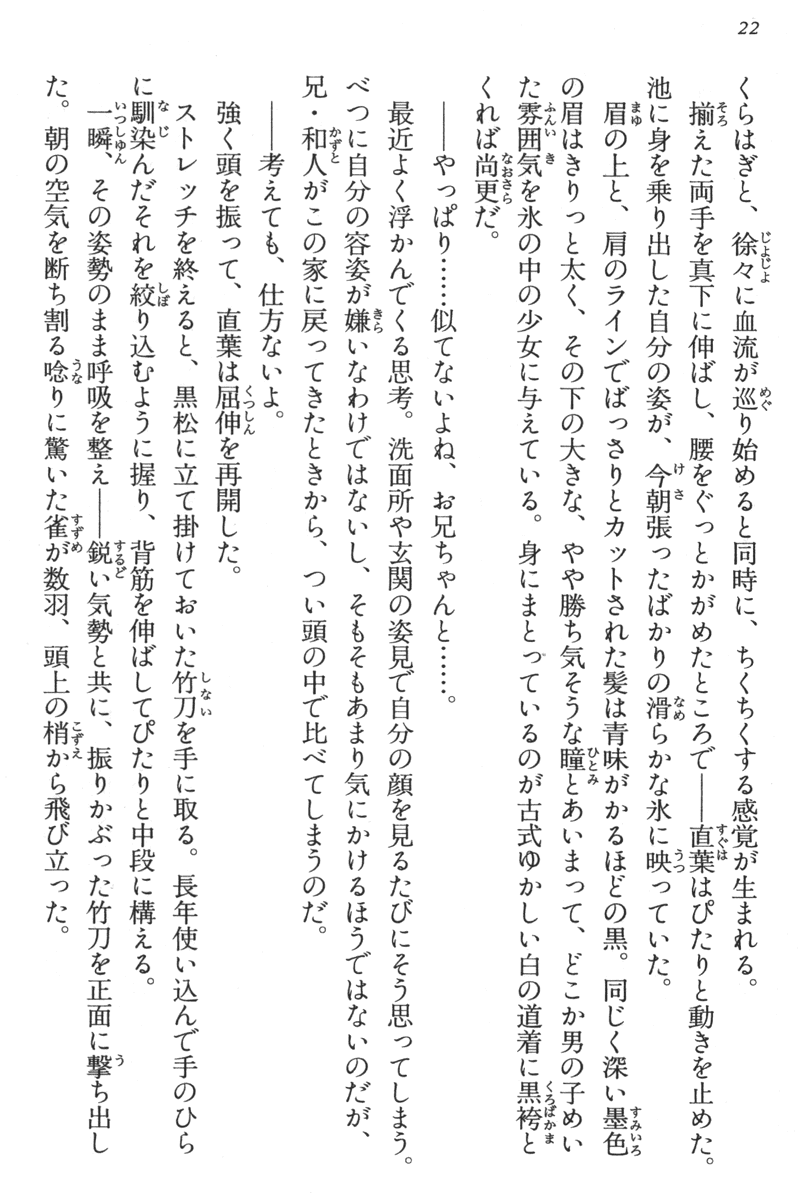 22
くらはぎと、徐々に血流が巡り始めると同時に、ちくちくする感覚が生まれる。
揃えた両手を真下に伸ばし、腰をぐっとかがめたところで――直葉はぴたりと動きを止めた。
池に身を乗り出した自分の姿が、今朝張ったばかりの滑らかな氷に映っていた。
眉の上と、肩のラインでばっさりとカットされた髪は青味がかるほどの黒。同じく深い墨色
の眉はきりっと太く、その下の大きな、やや勝ち気そうな瞳とあいまって、どこか男の子めい
た雰囲気を氷の中の少女に与えている。身にまとっているのが古式ゆかしい白の道着に黒袴と
くれば尚更だ。
――やっぱり……似てないよね、お兄ちゃんと……。
最近よく浮かんでくる思考。洗面所や玄関の姿見で自分の顔を見るたびにそう思ってしまう。
べつに自分の容姿が嫌いなわけではないし、そもそもあまり気にかけるほうではないのだが、
兄・和人がこの家に戻ってきたときから、つい頭の中で比べてしまうのだ。
――考えても、仕方ないよ。
強く頭を振って、直葉は屈伸を再開した。
ストレッチを終えると、黒松に立て掛けておいた竹刀を手に取る。長年使い込んで手のひら
に馴染んだそれを絞り込むように握り、背筋を伸ばしてぴたりと中段に構える。
一瞬、その姿勢のまま呼吸を整え――鋭い気勢と共に、振りかぶった竹刀を正面に撃ち出し
た。朝の空気を断ち割る唸りに驚いた雀が数羽、頭上の梢から飛び立った。